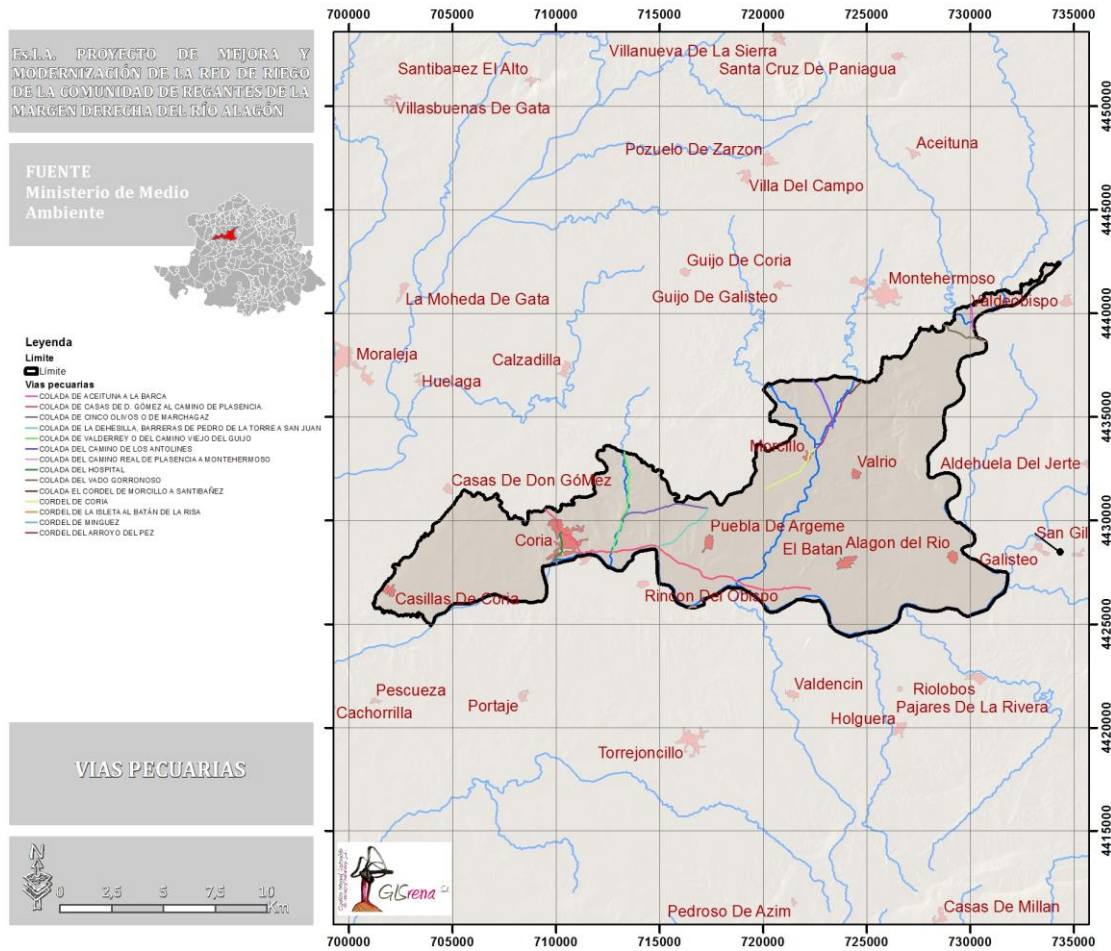 Es.I.A. PROYECTO DE MEJORA Y
MODERNIZACIÓN DE LA RED DE RIEGO
DE LA COMUNIDAD DE REGANTES DE LA
MARGEN DERECHA DEL RÍO ALAGÓN
FUENTE
Ministerio de Medio
Ambiente
Leyenda
Límite
Límite
Vias pecuarias
COLADA DE ACEITUNA A LA BARCA
COLADA DE CASAS DE D. GÓMEZ AL CAMINO DE PLASENCIA.
COLADA DE CINCO OLIVOS O DE MARCHAGAZ
COLADA DE LA DEHESILLA, BARRERAS DE PEDRO DE LA TORRE A SAN JUAN
COLADA DE VALDERREY O DEL CAMINO VIEJO DEL GUIJO
COLADA DEL CAMINO DE LOS ANTOLINES
COLADA DEL CAMINO REAL DE PLASENCIA A MONTEHERMOSO
COLADA DEL HOSPITAL
COLADA DEL VADO GORRONOSO
COLADA EL CORDEL DE MORCILLO A SANTIBAÑEZ
CORDEL DE CORIA
CORDEL DE LA ISLETA AL BATÁN DE LA RISA
CORDEL DE MINGUEZ
CORDEL DEL ARROYO DEL PEZ
VIAS PECUARIAS
N
0 2,5 5 7,5 10
Km
700000 705000 710000 715000 720000 725000 730000 735000
Villanueva De La Sierra
Santiba¤ez El Alto
Santa Cruz De Paniagua
Villasbuenas De Gata
4450000
Pozuelo De Zarzon
Aceituna
Villa Del Campo
4445000
Guijo De Coria
Montehermoso
La Moheda De Gata
Guijo De Galisteo
Valdeobispo
4440000
Moraleja
Calzadilla
Huelaga
4435000
Morcillo
Valrio
Aldehuela Del Jerte
Casas De Don GóMez
4430000
Coria
Puebla De Argeme
El Batan
Alagon del Rio
San Gil
Galisteo
Casillas De Coria
Rincon Del Obispo
4425000
Pescueza
Cachorrilla
Portaje
Valdencin
Riolobos
Pajares De La Rivera
Holguera
4420000
Torrejoncillo
4415000
GISrena
Pedroso De Azim
Casas De Millan
700000 705000 710000 715000 720000 725000 730000 735000